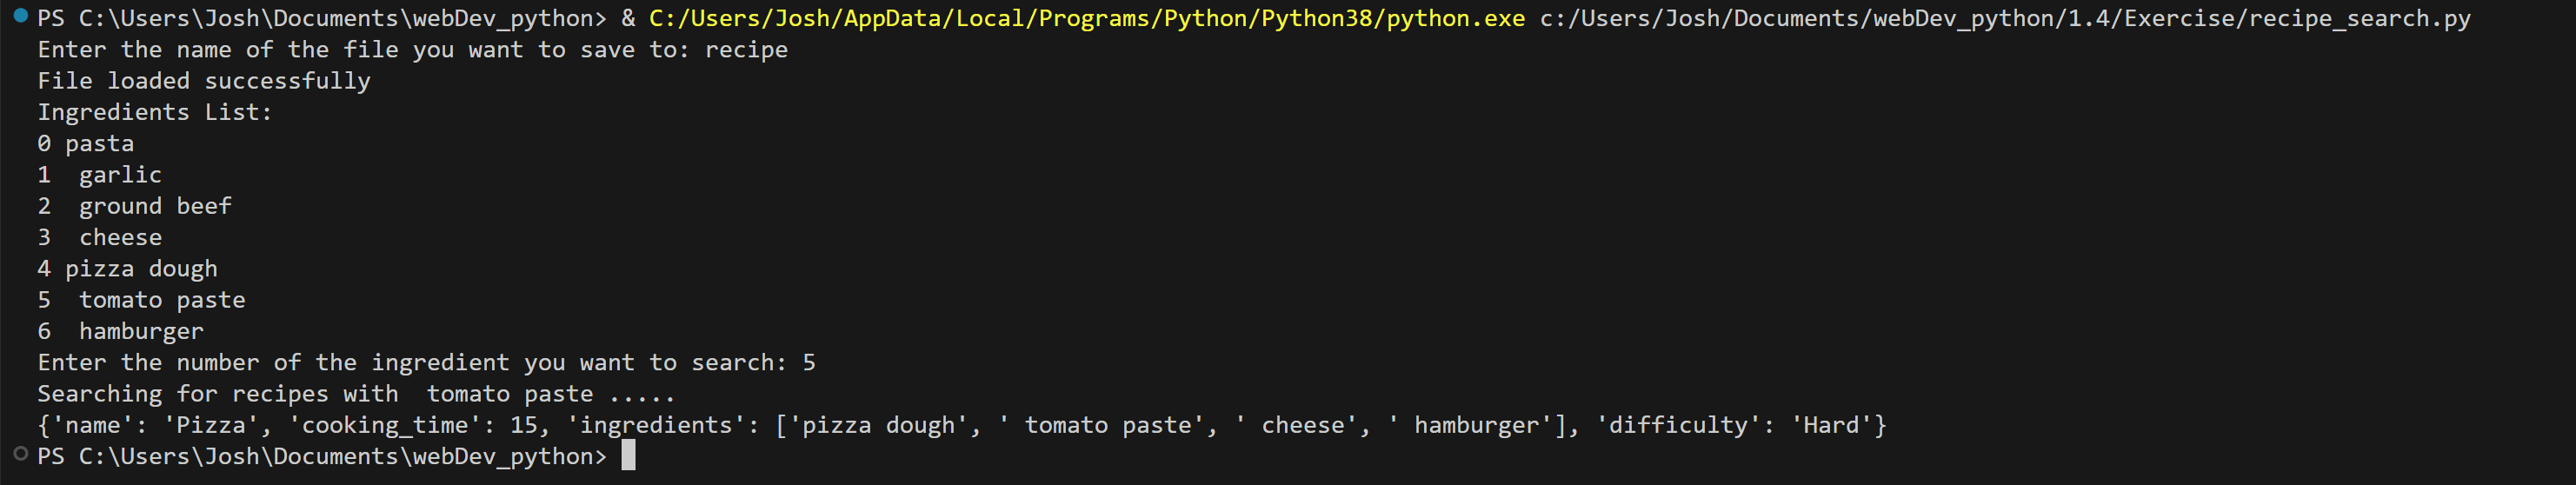 PS C:\Users\Josh\Documents\webDev_python> & C:/Users/Josh/AppData/Local/Programs/Python/Python38/python.exe c:/Users/Josh/Documents/webDev_python/1.4/Exercise/recipe_search.py
Enter the name of the file you want to save to: recipe
File loaded successfully
Ingredients List:
0 pasta
1  garlic
2  ground beef
3  cheese
4 pizza dough
5  tomato paste
6  hamburger
Enter the number of the ingredient you want to search: 5
Searching for recipes with  tomato paste .....
{'name': 'Pizza', 'cooking_time': 15, 'ingredients': ['pizza dough', ' tomato paste', ' cheese', ' hamburger'], 'difficulty': 'Hard'}
PS C:\Users\Josh\Documents\webDev_python>